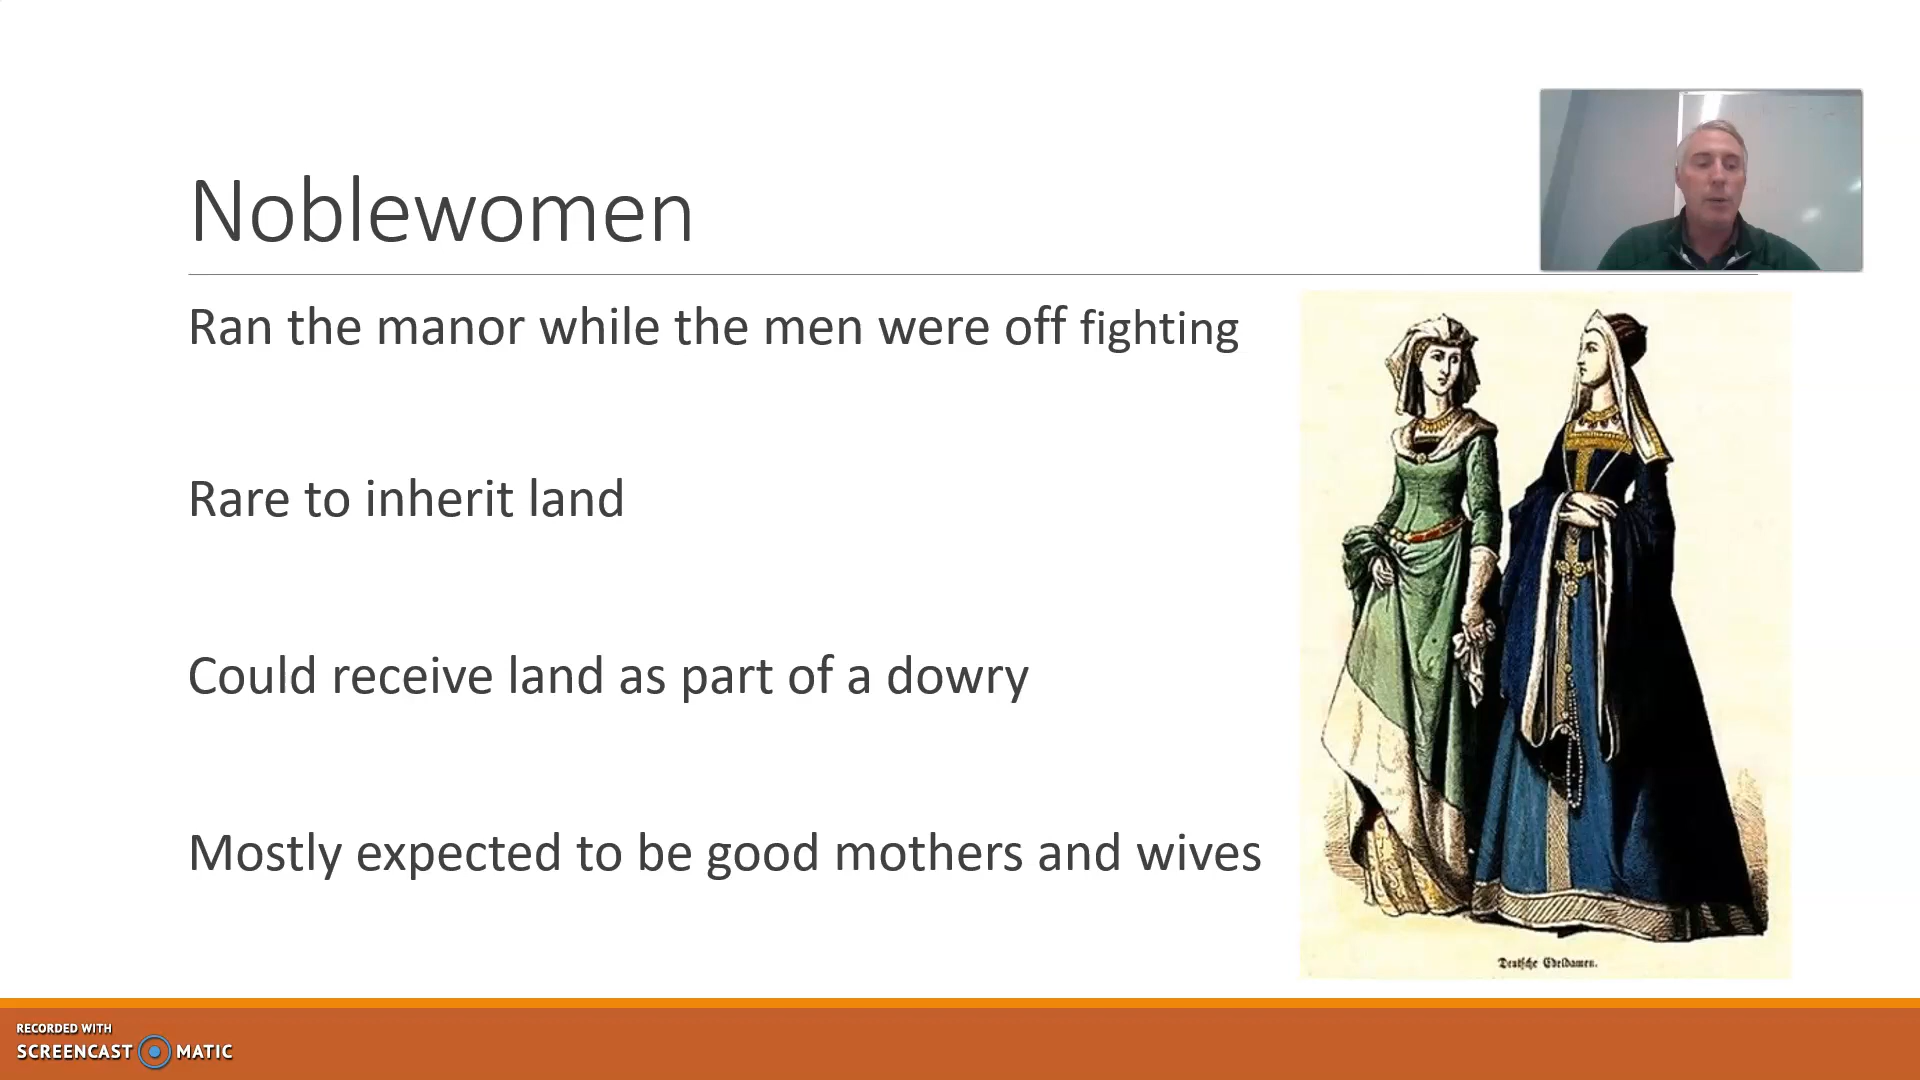 Noblewomen
Ran the manor while the men were off fighting
Rare to inherit land
Could receive land as part of a dowry
Mostly expected to be good mothers and wives
Deutsche Edeldamen.
RECORDED WITH
SCREENCAST MATIC